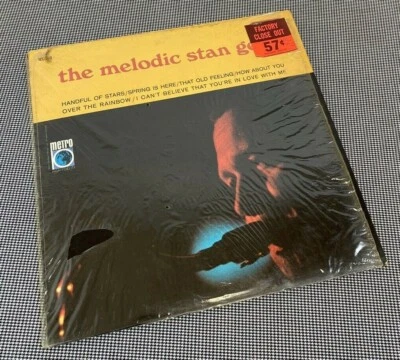 FACTORY
CLOSE OUT
57¢
the melodic stan
HANDFUL OF STARS/SPRING IS HERE/THAT OLD FEELING/HOW ABOUT YOU
OVER THE RAINBOW/I CAN'T BELIEVE THAT YOU'RE IN LOVE WITH ME
metro